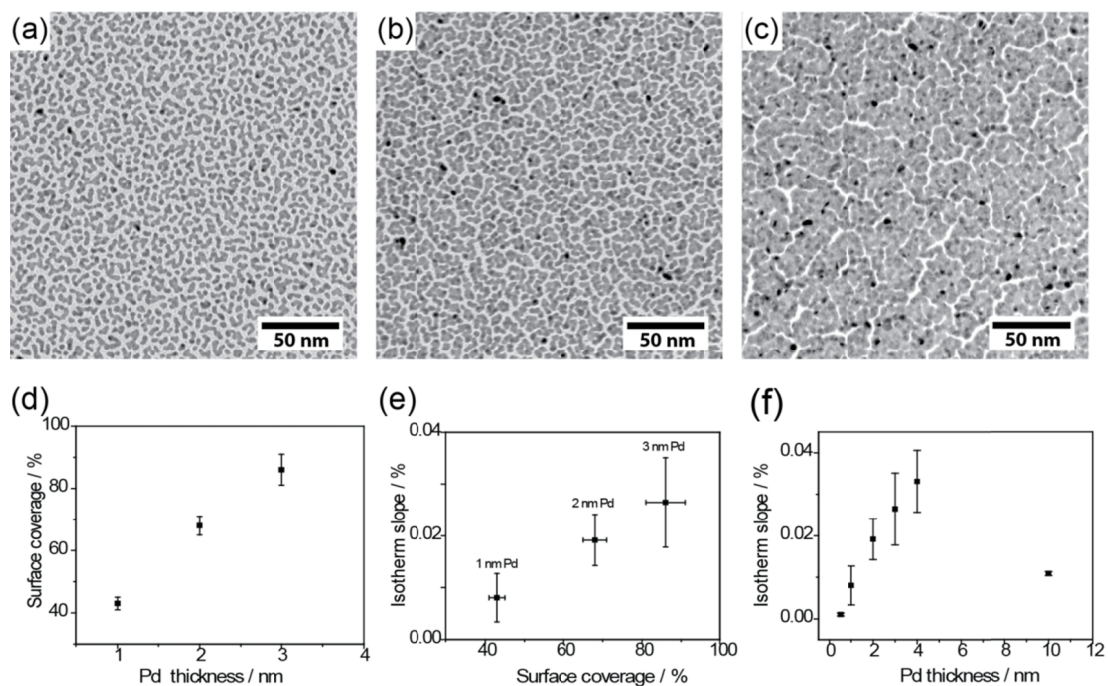 (a)
50 nm
(b)
50 nm
(c)
50 nm
(d)
100
80
60
40
Surface coverage / %
1
2
3
4
Pd thickness / nm
(e)
0.04
0.02
0.00
Isotherm slope / %
1 nm Pd
2 nm Pd
3 nm Pd
40
60
80
100
Surface coverage / %
(f)
0.04
0.02
0.00
Isotherm slope / %
0
2
4
6
8
10
12
Pd thickness / nm